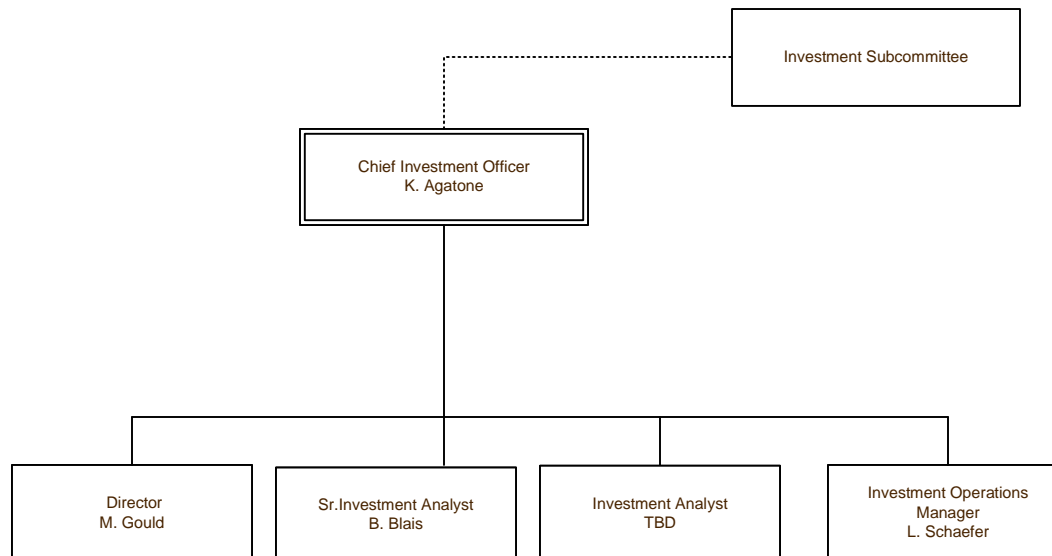 Investment Subcommittee
Chief Investment Officer
K. Agatone
Director
M. Gould
Sr.Investment Analyst
B. Blais
Investment Analyst
TBD
Investment Operations
Manager
L. Schaefer